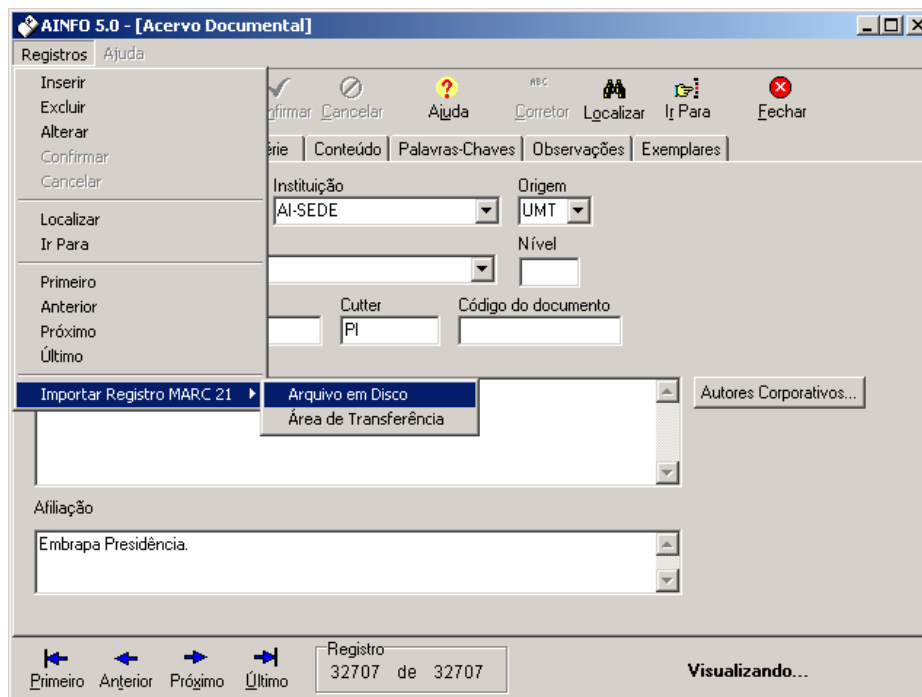 AINFO 5.0 - [Acervo Documental]
Registros Ajuda
Inserir
Excluir
Alterar
Confirmar
Cancelar
Localizar
Ir Para
Primeiro
Anterior
Próximo
Último
Importar Registro MARC 21
Arquivo em Disco
Área de Transferência
nfirmar Cancelar Ajuda ABC Corretor Localizar Ir Para Fechar
érie Conteúdo Palavras-Chaves Observações Exemplares
Instituição Origem
AI-SEDE UMT
Nível
Cutter Código do documento
PI
Autores Corporativos...
Afiliação
Embrapa Presidência.
Primeiro Anterior Próximo Último
Registro
32707 de 32707
Visualizando...